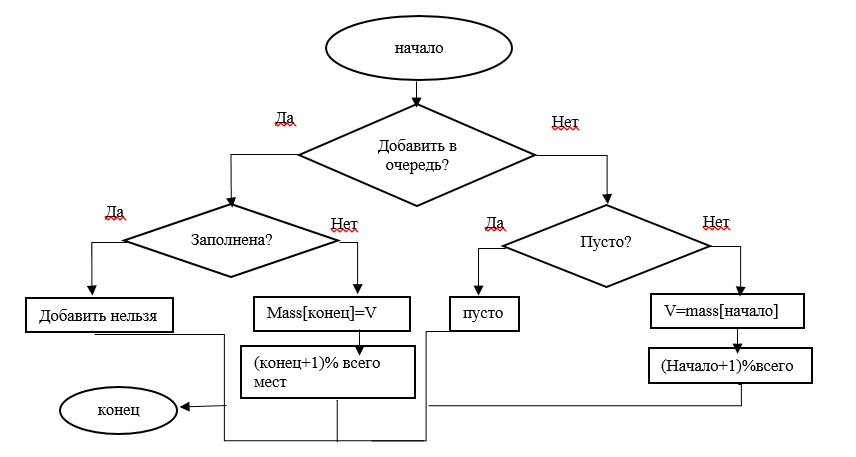 начало
Да
Нет
Добавить в
очередь?
Да
Заполнена?
Нет
Да
Пусто?
Нет
Добавить нельзя
Mass[конец]=V
пусто
V=mass[начало]
(конец+1)% всего
мест
(Начало+1)%всего
конец